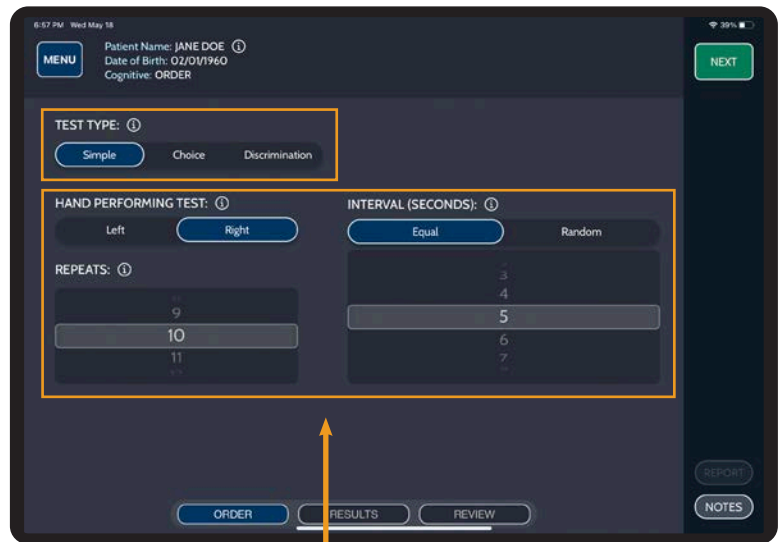 6:57 PM Wed May 18
39%
MENU
Patient Name: JANE DOE
Date of Birth: 02/01/1960
Cognitive: ORDER
NEXT
TEST TYPE:
Simple Choice Discrimination
HAND PERFORMING TEST:
Left Right
INTERVAL (SECONDS):
Equal Random
REPEATS:
9
10
11
3
4
5
6
7
REPORT
NOTES
ORDER RESULTS REVIEW